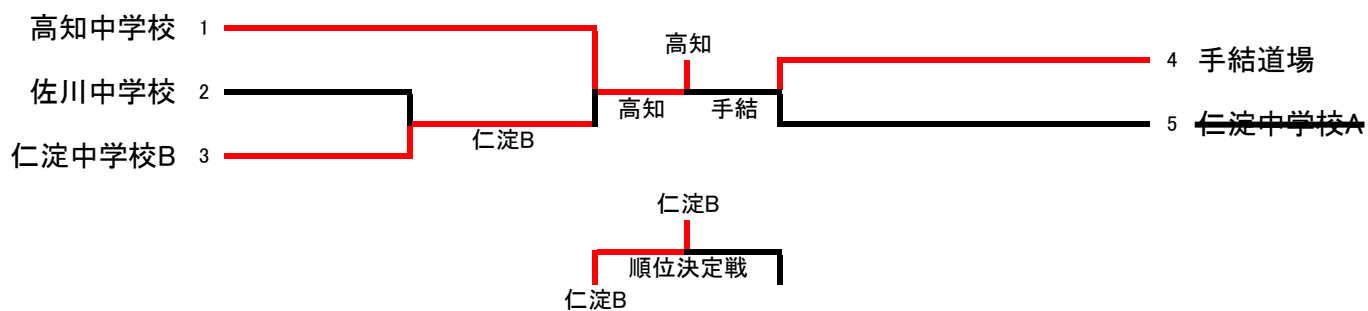 高知中学校 1
佐川中学校 2
仁淀中学校B 3
仁淀B
高知
高知
手結
4 手結道場
5 仁淀中学校A
仁淀B
順位決定戦
仁淀B